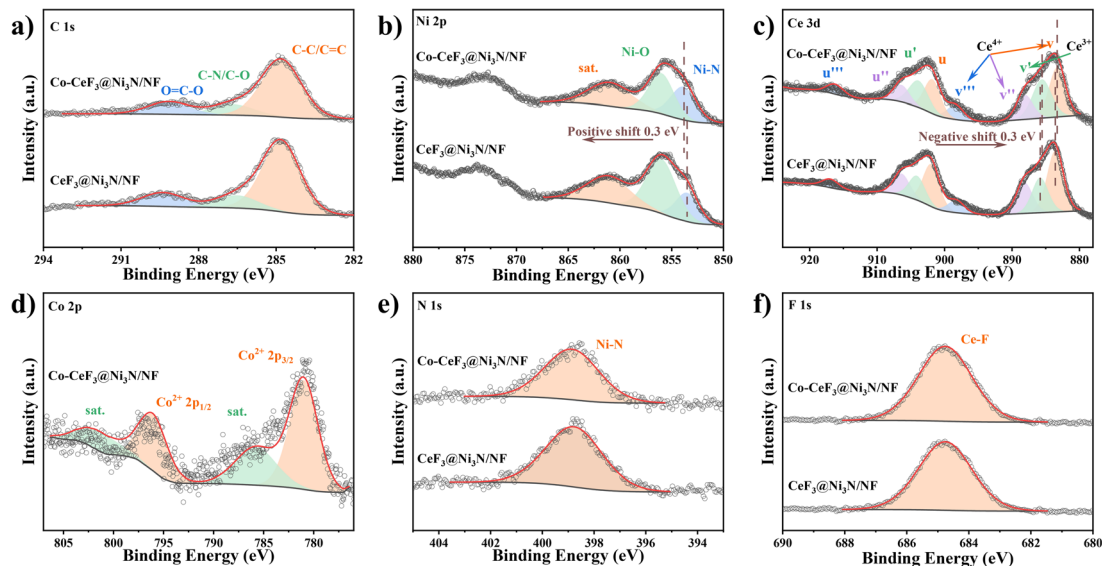 a)
C 1s
C-C/C=C
Co-CeF₃@Ni₃N/NF
C-N/C-O
O=C-O
CeF₃@Ni₃N/NF
Intensity (a.u.)
294 291 288 285 282
Binding Energy (eV)
b)
Ni 2p
Co-CeF₃@Ni₃N/NF
Ni-O
sat.
Ni-N
Positive shift 0.3 eV
CeF₃@Ni₃N/NF
Intensity (a.u.)
880 875 870 865 860 855 850
Binding Energy (eV)
c)
Ce 3d
Ce⁴⁺
v
Ce³⁺
Co-CeF₃@Ni₃N/NF
u'
u
v'
u'''
u''
v'''
v''
Negative shift 0.3 eV
CeF₃@Ni₃N/NF
Intensity (a.u.)
920 910 900 890 880
Binding Energy (eV)
d)
Co 2p
Co²⁺ 2p₃/₂
Co-CeF₃@Ni₃N/NF
Co²⁺ 2p₁/₂
sat.
sat.
Intensity (a.u.)
805 800 795 790 785 780
Binding Energy (eV)
e)
N 1s
Ni-N
Co-CeF₃@Ni₃N/NF
CeF₃@Ni₃N/NF
Intensity (a.u.)
404 402 400 398 396 394
Binding Energy (eV)
f)
F 1s
Ce-F
Co-CeF₃@Ni₃N/NF
CeF₃@Ni₃N/NF
Intensity (a.u.)
690 688 686 684 682 680
Binding Energy (eV)